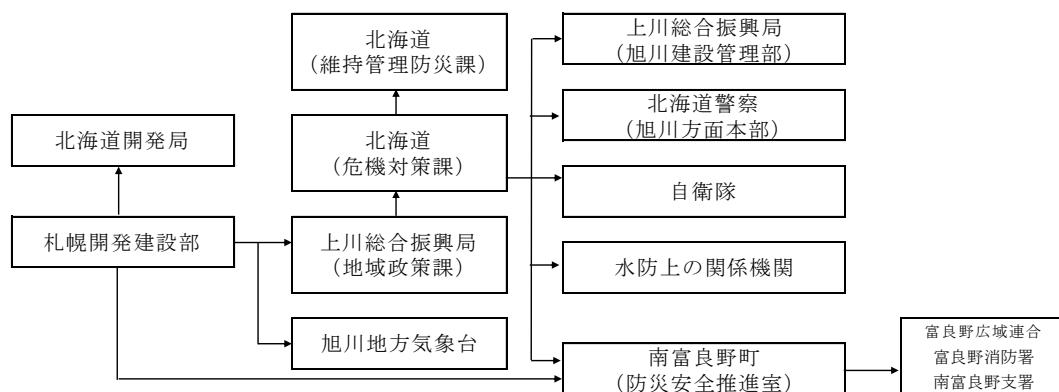 北海道
（維持管理防災課）
上川総合振興局
（旭川建設管理部）
北海道開発局
北海道
（危機対策課）
北海道警察
（旭川方面本部）
自衛隊
札幌開発建設部
上川総合振興局
（地域政策課）
水防上の関係機関
旭川地方気象台
南富良野町
（防災安全推進室）
富良野広域連合
富良野消防署
南富良野支署